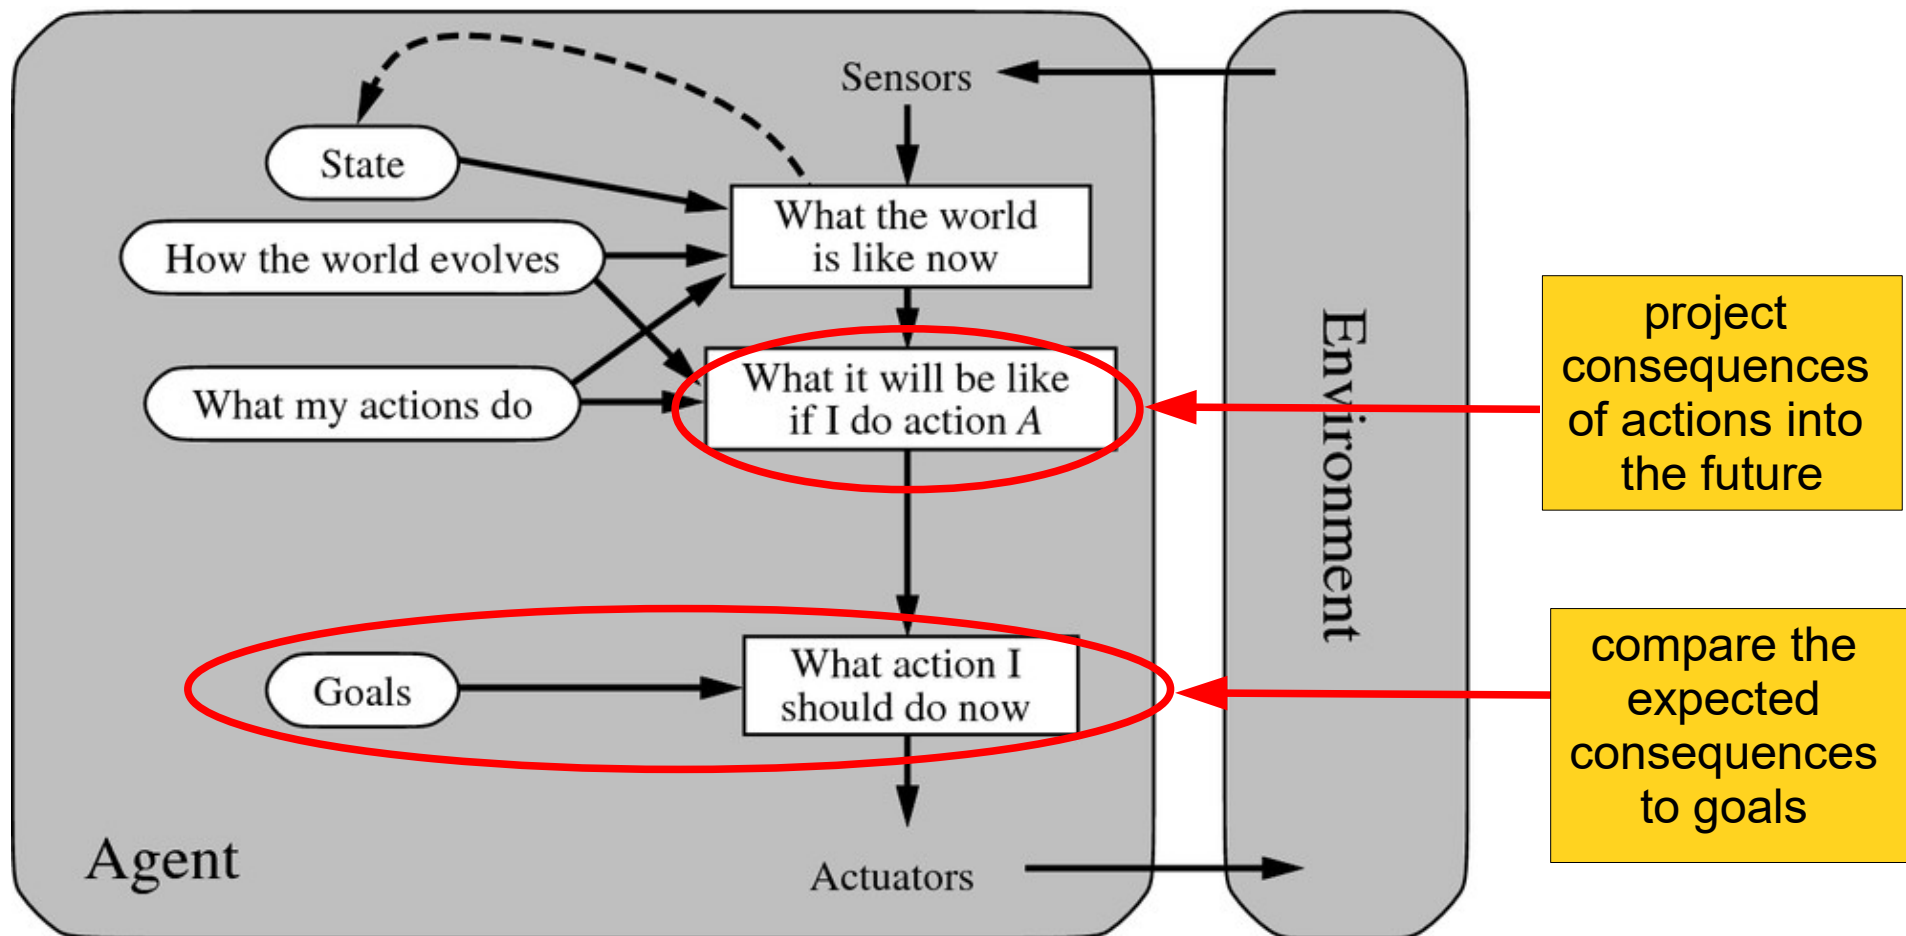 Sensors
State
What the world
is like now
How the world evolves
What it will be like
if I do action A
What my actions do
Environment
project
consequences
of actions into
the future
What action I
should do now
Goals
compare the
expected
consequences
to goals
Agent
Actuators